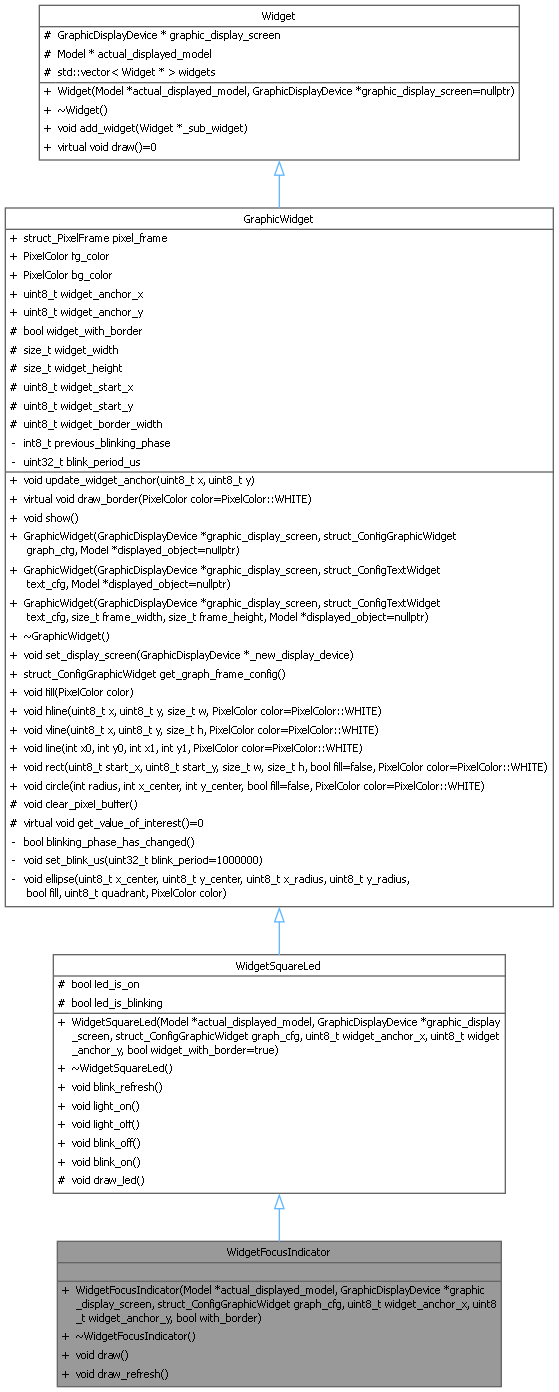 Widget
# GraphicDisplayDevice * graphic_display_screen
# Model * actual_displayed_model
# std::vector< Widget * > widgets
+ Widget(Model *actual_displayed_model, GraphicDisplayDevice *graphic_display_screen=nullptr)
+ ~Widget()
+ void add_widget(Widget *_sub_widget)
+ virtual void draw()=0
GraphicWidget
+ struct_PixelFrame pixel_frame
+ PixelColor fg_color
+ PixelColor bg_color
+ uint8_t widget_anchor_x
+ uint8_t widget_anchor_y
# bool widget_with_border
# size_t widget_width
# size_t widget_height
# uint8_t widget_start_x
# uint8_t widget_start_y
# uint8_t widget_border_width
- int8_t previous_blinking_phase
- uint32_t blink_period_us
+ void update_widget_anchor(uint8_t x, uint8_t y)
+ virtual void draw_border(PixelColor color=PixelColor::WHITE)
+ void show()
+ GraphicWidget(GraphicDisplayDevice *graphic_display_screen, struct_ConfigGraphicWidget
graph_cfg, Model *displayed_object=nullptr)
+ GraphicWidget(GraphicDisplayDevice *graphic_display_screen, struct_ConfigTextWidget
text_cfg, Model *displayed_object=nullptr)
+ GraphicWidget(GraphicDisplayDevice *graphic_display_screen, struct_ConfigTextWidget
text_cfg, size_t frame_width, size_t frame_height, Model *displayed_object=nullptr)
+ ~GraphicWidget()
+ void set_display_screen(GraphicDisplayDevice *_new_display_device)
+ struct_ConfigGraphicWidget get_graph_frame_config()
+ void fill(PixelColor color)
+ void hline(uint8_t x, uint8_t y, size_t w, PixelColor color=PixelColor::WHITE)
+ void vline(uint8_t x, uint8_t y, size_t h, PixelColor color=PixelColor::WHITE)
+ void line(int x0, int y0, int x1, int y1, PixelColor color=PixelColor::WHITE)
+ void rect(uint8_t start_x, uint8_t start_y, size_t w, size_t h, bool fill=false, PixelColor color=PixelColor::WHITE)
+ void circle(int radius, int x_center, int y_center, bool fill=false, PixelColor color=PixelColor::WHITE)
# void clear_pixel_buffer()
# virtual void get_value_of_interest()=0
- bool blinking_phase_has_changed()
- void set_blink_us(uint32_t blink_period=1000000)
- void ellipse(uint8_t x_center, uint8_t y_center, uint8_t x_radius, uint8_t y_radius,
bool fill, uint8_t quadrant, PixelColor color)
WidgetSquareLed
# bool led_is_on
# bool led_is_blinking
+ WidgetSquareLed(Model *actual_displayed_model, GraphicDisplayDevice *graphic_display
_screen, struct_ConfigGraphicWidget graph_cfg, uint8_t widget_anchor_x, uint8_t widget
_anchor_y, bool widget_with_border=true)
+ ~WidgetSquareLed()
+ void blink_refresh()
+ void light_on()
+ void light_off()
+ void blink_off()
+ void blink_on()
# void draw_led()
WidgetFocusIndicator
+ WidgetFocusIndicator(Model *actual_displayed_model, GraphicDisplayDevice *graphic
_display_screen, struct_ConfigGraphicWidget graph_cfg, uint8_t widget_anchor_x, uint8
_t widget_anchor_y, bool with_border)
+ ~WidgetFocusIndicator()
+ void draw()
+ void draw_refresh()